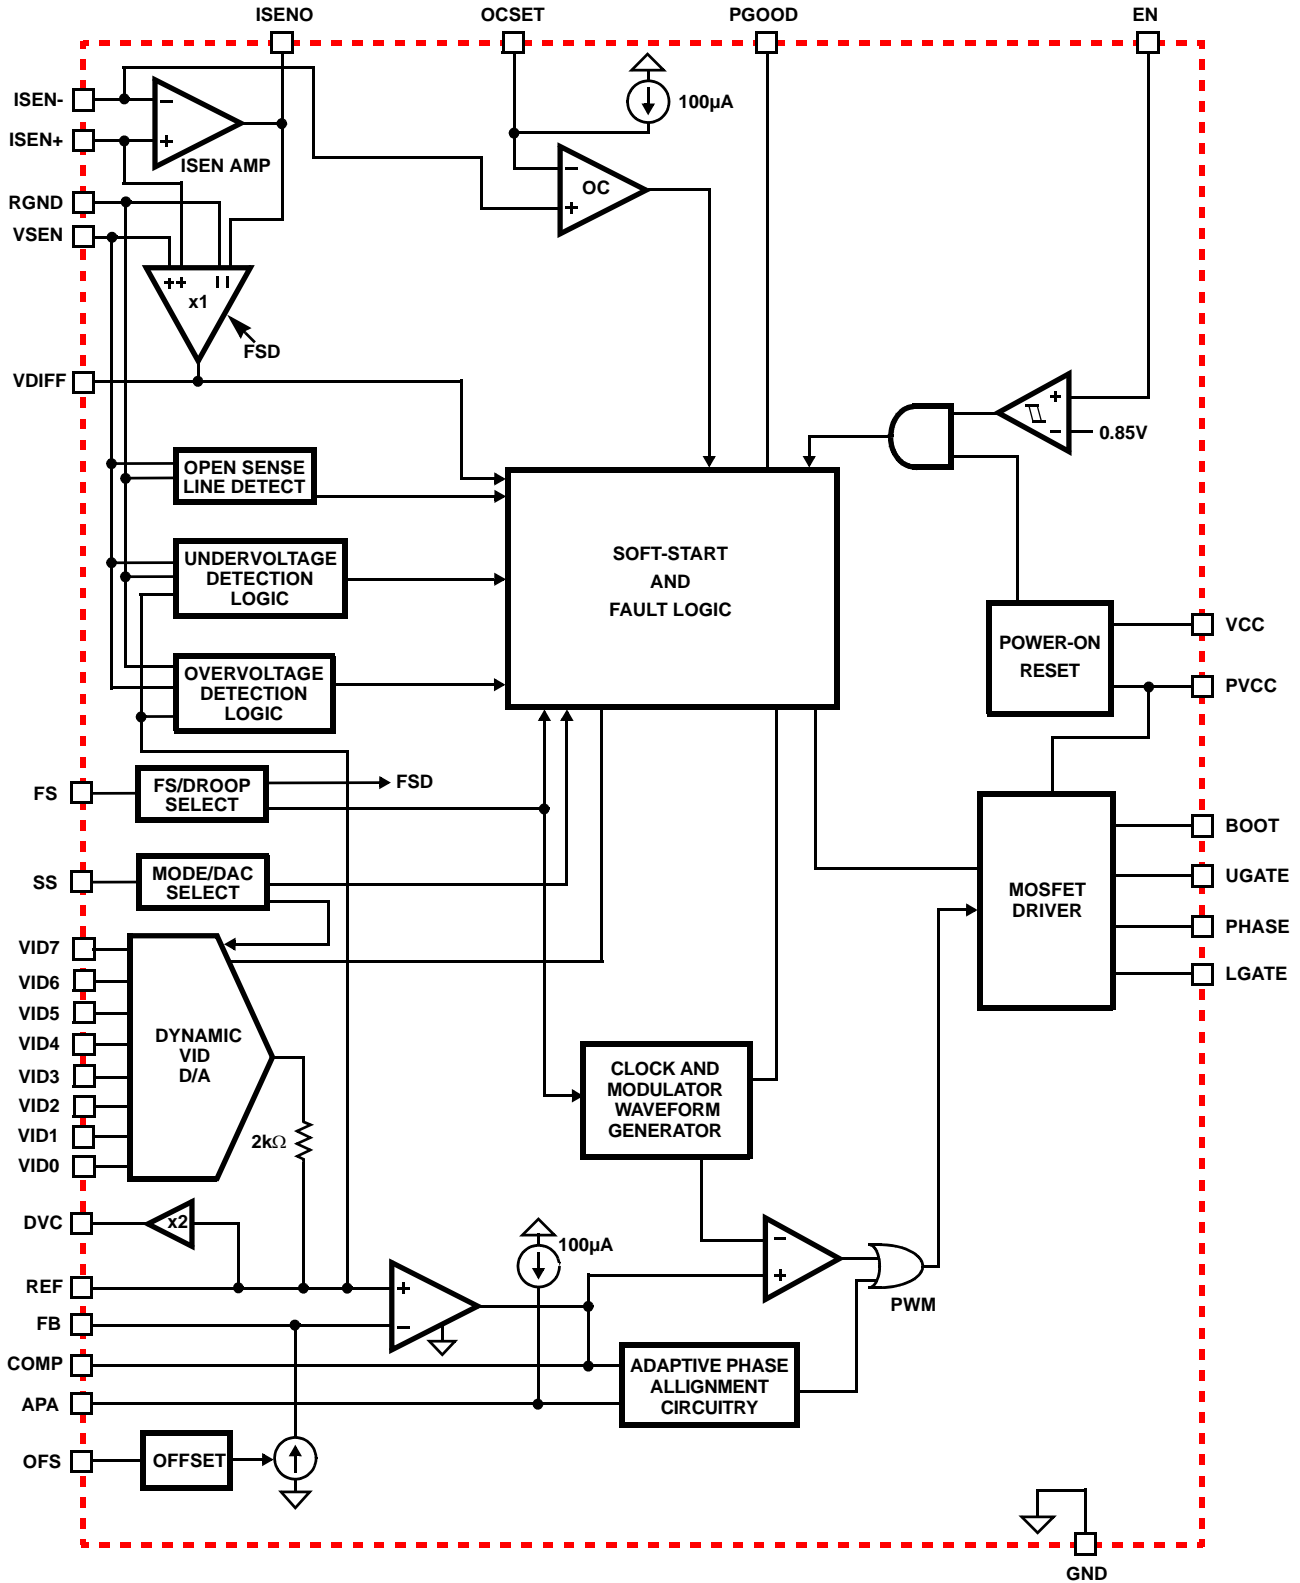 ISENO
OCSET
PGOOD
EN
ISEN-
ISEN+
RGND
VSEN
−
+
ISEN AMP
100µA
−
+
OC
++
−−
x1
FSD
VDIFF
+
−
0.85V
OPEN SENSE
LINE DETECT
UNDERVOLTAGE
DETECTION
LOGIC
OVERVOLTAGE
DETECTION
LOGIC
SOFT-START
AND
FAULT LOGIC
POWER-ON
RESET
VCC
PVCC
FS
FS/DROOP
SELECT
FSD
SS
MODE/DAC
SELECT
MOSFET
DRIVER
BOOT
UGATE
PHASE
LGATE
VID7
VID6
VID5
VID4
VID3
VID2
VID1
VID0
DYNAMIC
VID
D/A
2kΩ
CLOCK AND
MODULATOR
WAVEFORM
GENERATOR
DVC
x2
100µA
REF
FB
COMP
APA
OFS
+
−
−
+
PWM
ADAPTIVE PHASE
ALLIGNMENT
CIRCUITRY
OFFSET
GND